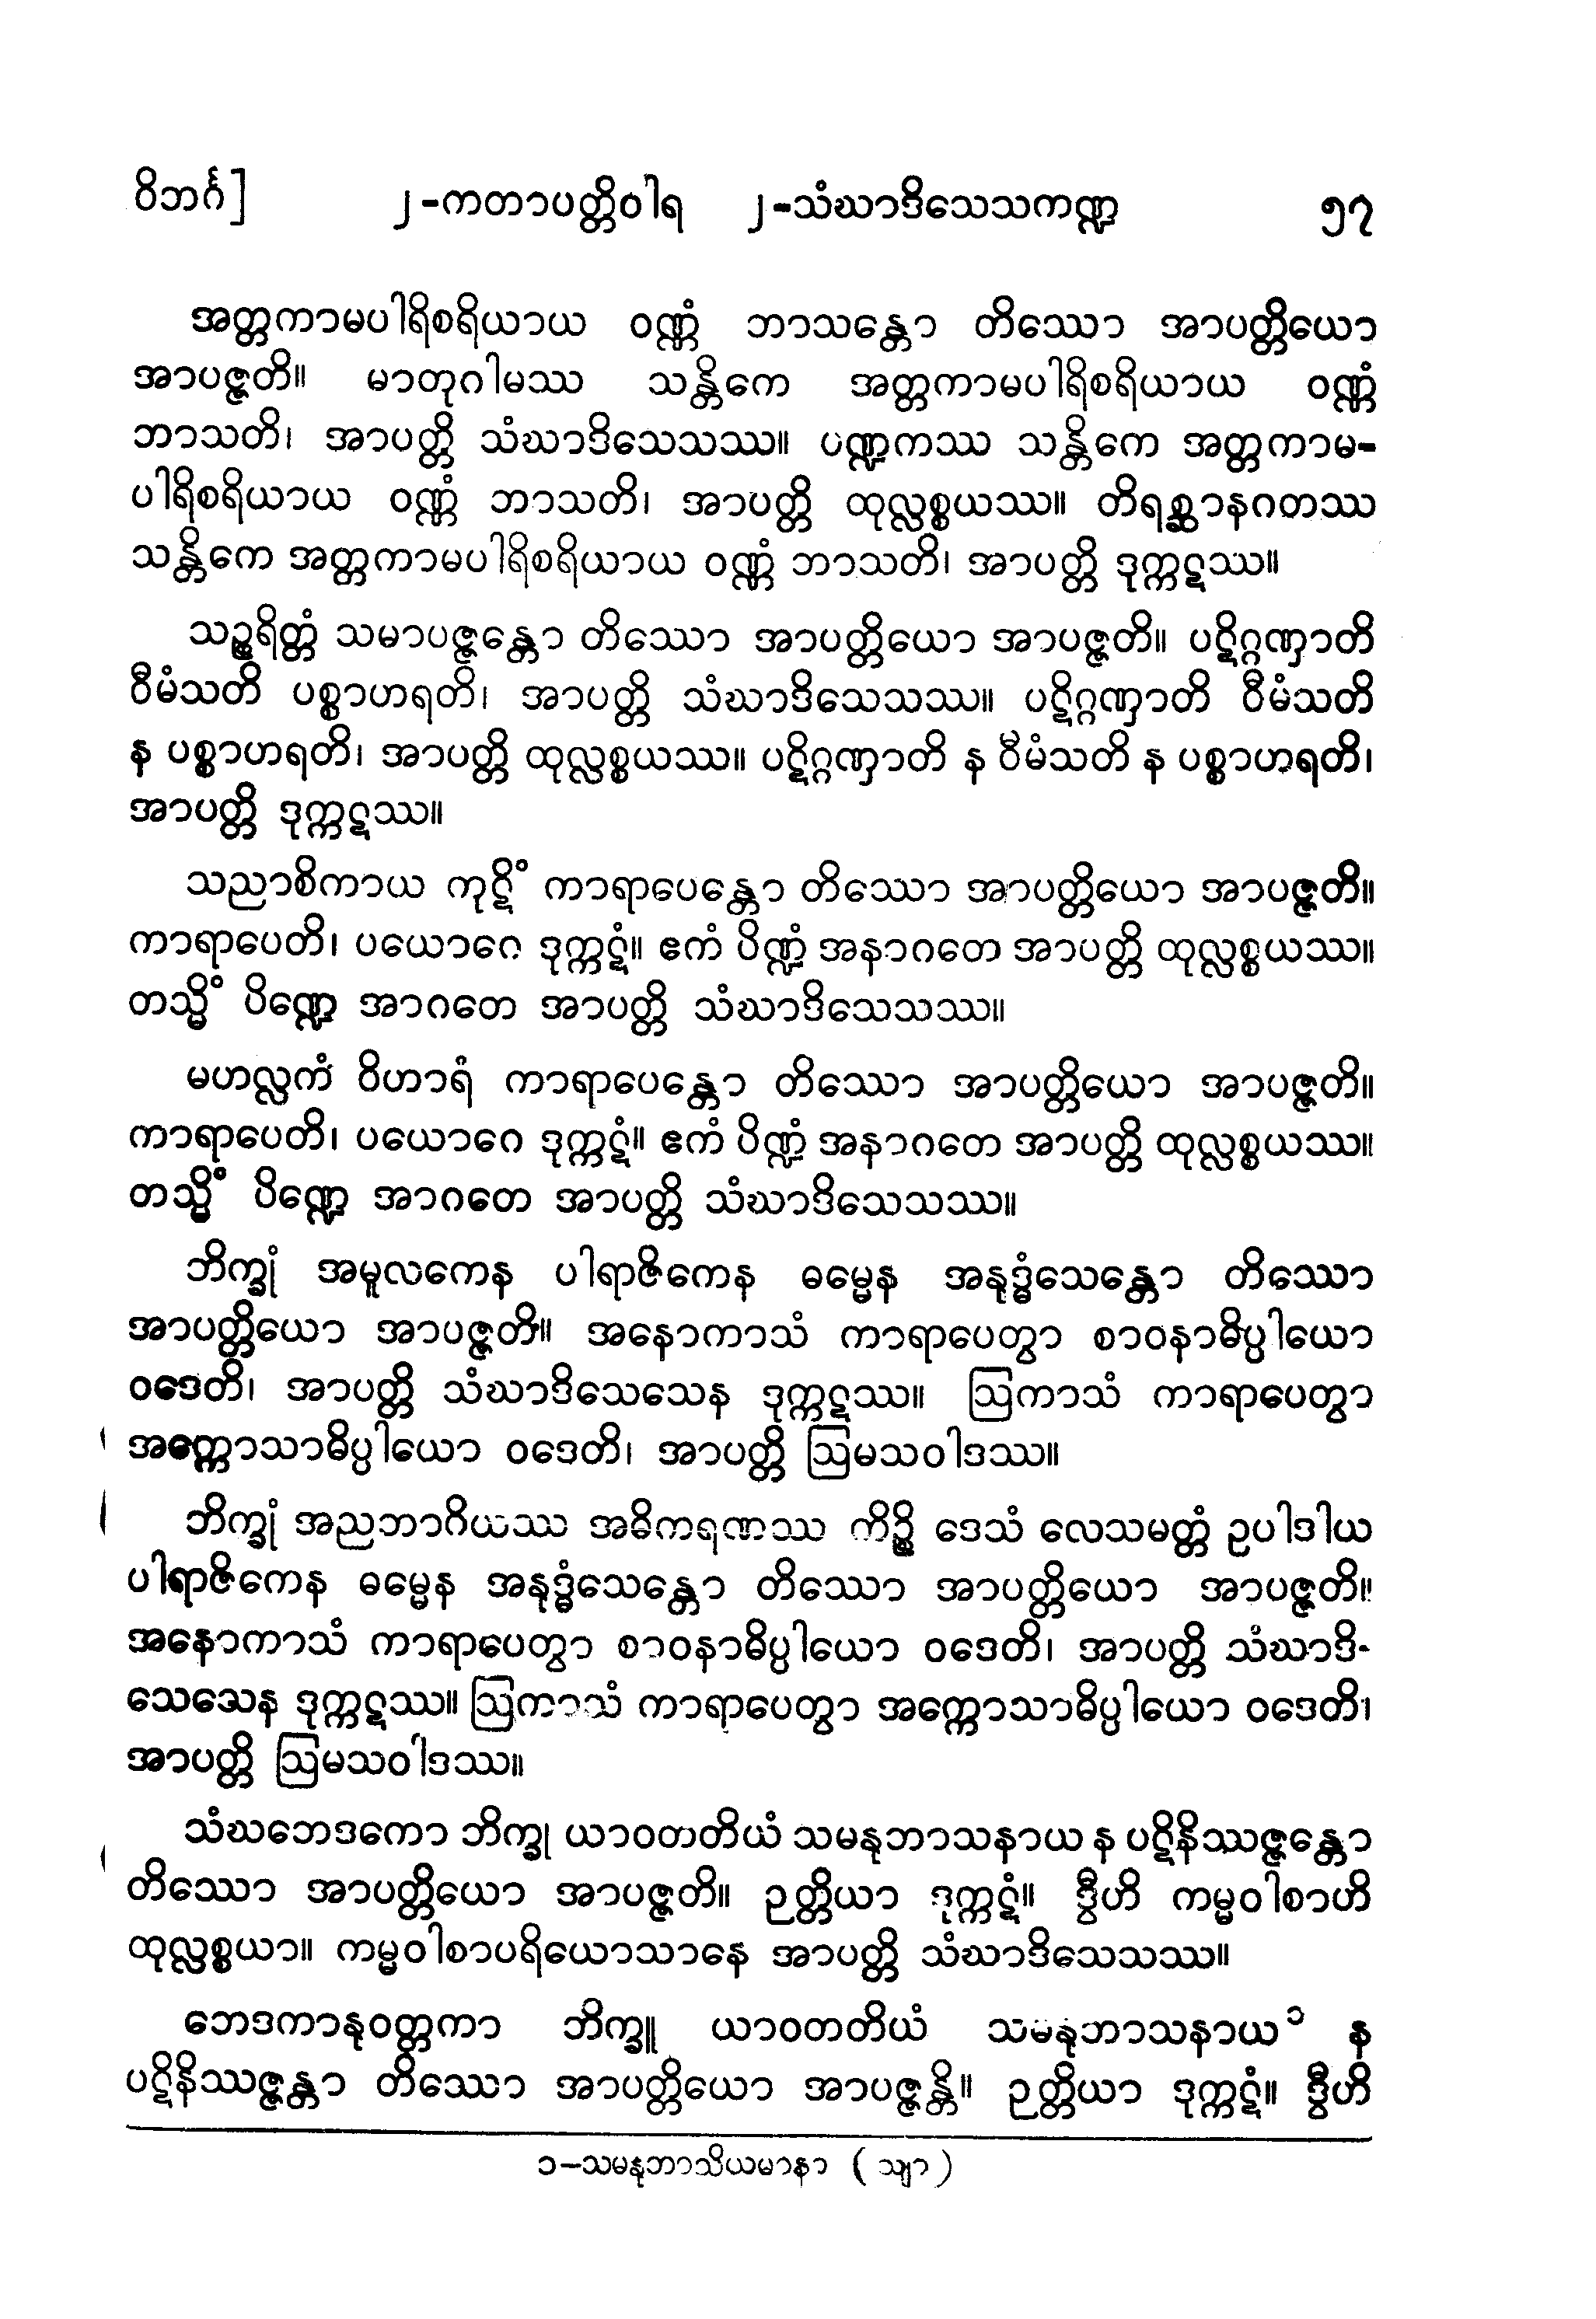 ဝိဘင်္ဂ] ၂-ကတာပတ္တိဝါရ ၂-သံဃာဒိသေသကဏ္ဍ ၅၇
အတ္တကာမပါရိစရိယာယ ဝဏ္ဏံ ဘာသန္တော တိဿော အာပတ္တိယော
အာပဇ္ဇတိ။ မာတုဂါမဿ သန္တိကေ အတ္တကာမပါရိစရိယာယ ဝဏ္ဏံ
ဘာသတိ၊ အာပတ္တိ သံဃာဒိသေသဿ။ ပဏ္ဍကဿ သန္တိကေ အတ္တကာမ-
ပါရိစရိယာယ ဝဏ္ဏံ ဘာသတိ၊ အာပတ္တိ ထုလ္လစ္စယဿ။ တိရစ္ဆာနဂတဿ
သန္တိကေ အတ္တကာမပါရိစရိယာယ ဝဏ္ဏံ ဘာသတိ၊ အာပတ္တိ ဒုက္ကဋဿ။
သဉ္စရိတ္တံ သမာပဇ္ဇန္တော တိဿော အာပတ္တိယော အာပဇ္ဇတိ။ ပဋိဂ္ဂဏှာတိ
ဝီမံသတိ ပစ္စာဟရတိ၊ အာပတ္တိ သံဃာဒိသေသဿ။ ပဋိဂ္ဂဏှာတိ ဝီမံသတိ
န ပစ္စာဟရတိ၊ အာပတ္တိ ထုလ္လစ္စယဿ။ ပဋိဂ္ဂဏှာတိ န ဝီမံသတိ န ပစ္စာဟရတိ၊
အာပတ္တိ ဒုက္ကဋဿ။
သညာစိကာယ ကုဋိံ ကာရာပေန္တော တိဿော အာပတ္တိယော အာပဇ္ဇတိ။
ကာရာပေတိ၊ ပယောဂေ ဒုက္ကဋံ။ ဧကံ ပိဏ္ဍံ အနာဂတေ အာပတ္တိ ထုလ္လစ္စယဿ။
တသ္မိံ ပိဏ္ဍေ အာဂတေ အာပတ္တိ သံဃာဒိသေသဿ။
မဟလ္လကံ ဝိဟာရံ ကာရာပေန္တော တိဿော အာပတ္တိယော အာပဇ္ဇတိ။
ကာရာပေတိ၊ ပယောဂေ ဒုက္ကဋံ။ ဧကံ ပိဏ္ဍံ အနာဂတေ အာပတ္တိ ထုလ္လစ္စယဿ။
တသ္မိံ ပိဏ္ဍေ အာဂတေ အာပတ္တိ သံဃာဒိသေသဿ။
ဘိက္ခုံ အမူလကေန ပါရာဇိကေန ဓမ္မေန အနုဒ္ဓံသေန္တော တိဿော
အာပတ္တိယော အာပဇ္ဇတိ။ အနောကာသံ ကာရာပေတွာ စာဝနာဓိပ္ပါယော
ဝဒေတိ၊ အာပတ္တိ သံဃာဒိသေသေန ဒုက္ကဋဿ။ ဩကာသံ ကာရာပေတွာ
အက္ကောသာဓိပ္ပါယော ဝဒေတိ၊ အာပတ္တိ ဩမသဝါဒဿ။
ဘိက္ခုံ အညဘာဂိယဿ အဓိကရဏဿ ကိဉ္စိ ဒေသံ လေသမတ္တံ ဥပါဒါယ
ပါရာဇိကေန ဓမ္မေန အနုဒ္ဓံသေန္တော တိဿော အာပတ္တိယော အာပဇ္ဇတိ။
အနောကာသံ ကာရာပေတွာ စာဝနာဓိပ္ပါယော ဝဒေတိ၊ အာပတ္တိ သံဃာဒိ-
သေသေန ဒုက္ကဋဿ။ ဩကာသံ ကာရာပေတွာ အက္ကောသာဓိပ္ပါယော ဝဒေတိ၊
အာပတ္တိ ဩမသဝါဒဿ။
သံဃဘေဒကော ဘိက္ခု ယာဝတတိယံ သမနုဘာသနာယ န ပဋိနိဿဇ္ဇန္တော
တိဿော အာပတ္တိယော အာပဇ္ဇတိ။ ဉတ္တိယာ ဒုက္ကဋံ။ ဒွီဟိ ကမ္မဝါစာဟိ
ထုလ္လစ္စယာ။ ကမ္မဝါစာပရိယောသာနေ အာပတ္တိ သံဃာဒိသေသဿ။
ဘေဒကာနုဝတ္တကာ ဘိက္ခူ ယာဝတတိယံ သမနုဘာသနာယ၁ န
ပဋိနိဿဇ္ဇန္တာ တိဿော အာပတ္တိယော အာပဇ္ဇန္တိ။ ဉတ္တိယာ ဒုက္ကဋံ။ ဒွီဟိ
၁-သမနုဘာသိယမာနာ (သျာ)